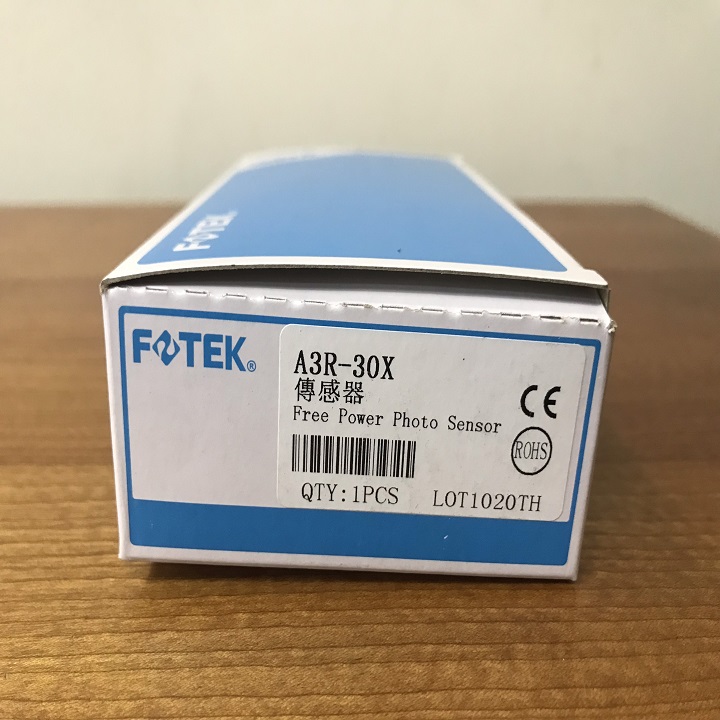 FOTEK
FOTEK®
A3R-30X
傳感器
Free Power Photo Sensor
CE
ROHS
QTY:1PCS LOT1020TH